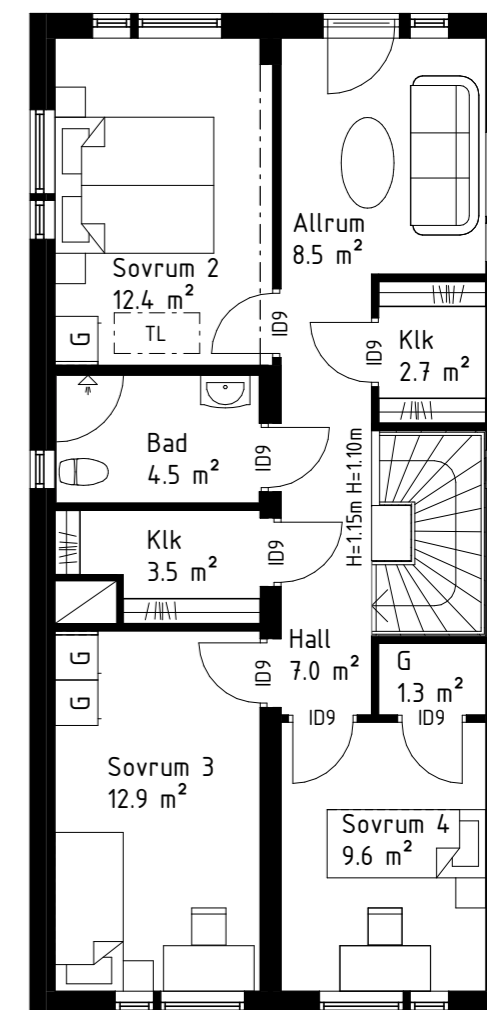 Allrum
8.5 m²
Sovrum 2
12.4 m²
TL
G
ID9
ID9
Klk
2.7 m²
Bad
4.5 m²
ID9
H=1.15m H=1.10m
Klk
3.5 m²
ID9
Hall
7.0 m²
G
1.3 m²
G
G
ID9
ID9
ID9
Sovrum 3
12.9 m²
Sovrum 4
9.6 m²